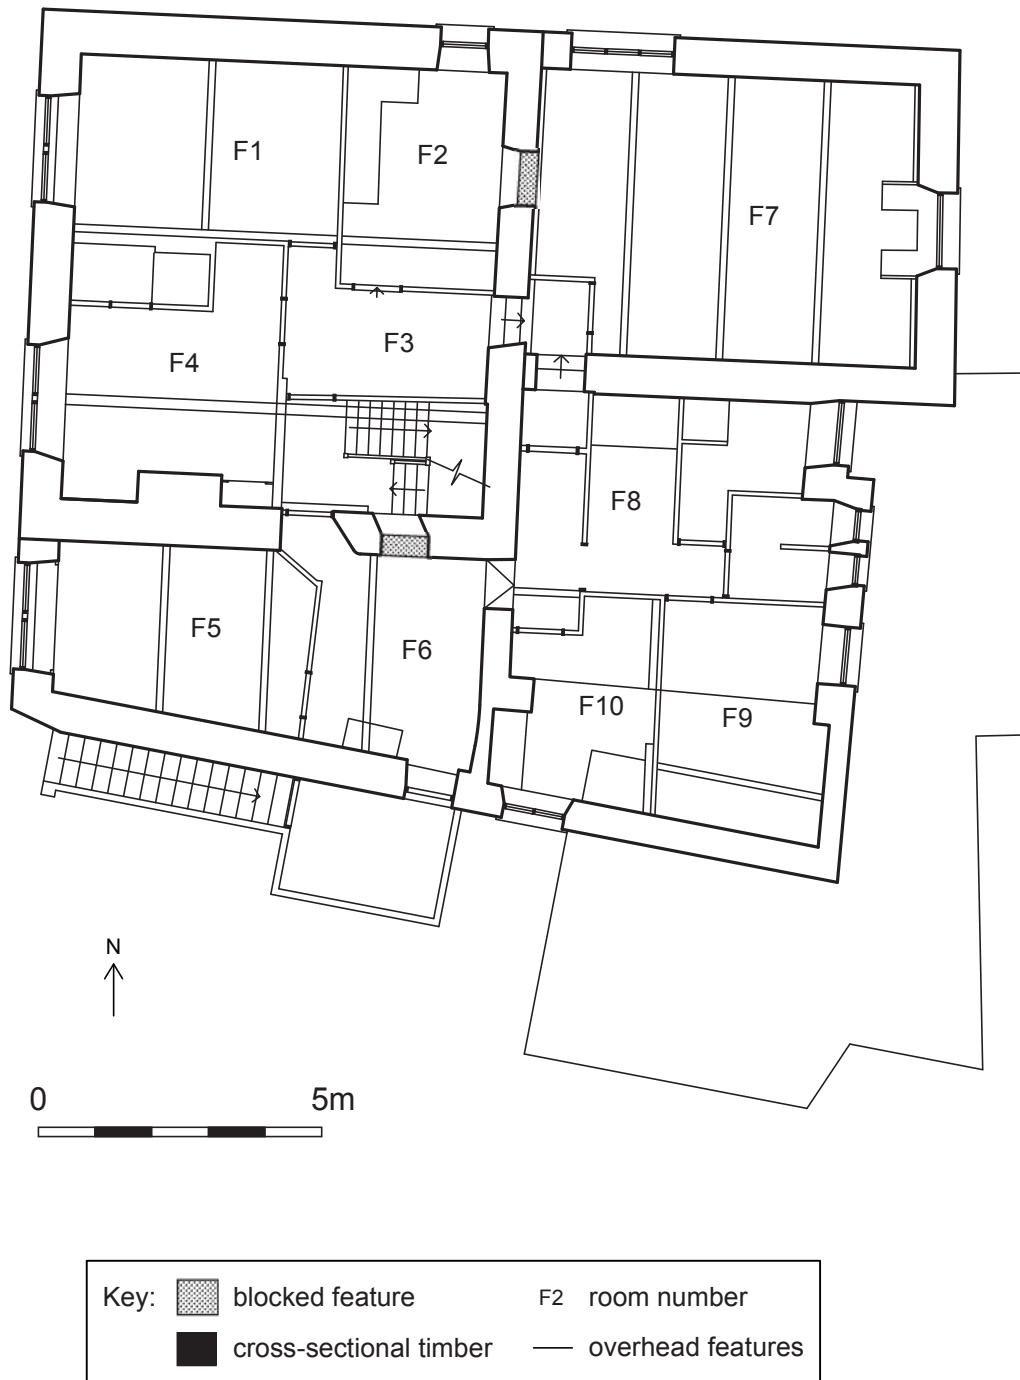 F1
F2
F7
F3
F4
F8
F5
F6
F10
F9
N
0 5m
Key: blocked feature F2 room number
cross-sectional timber overhead features